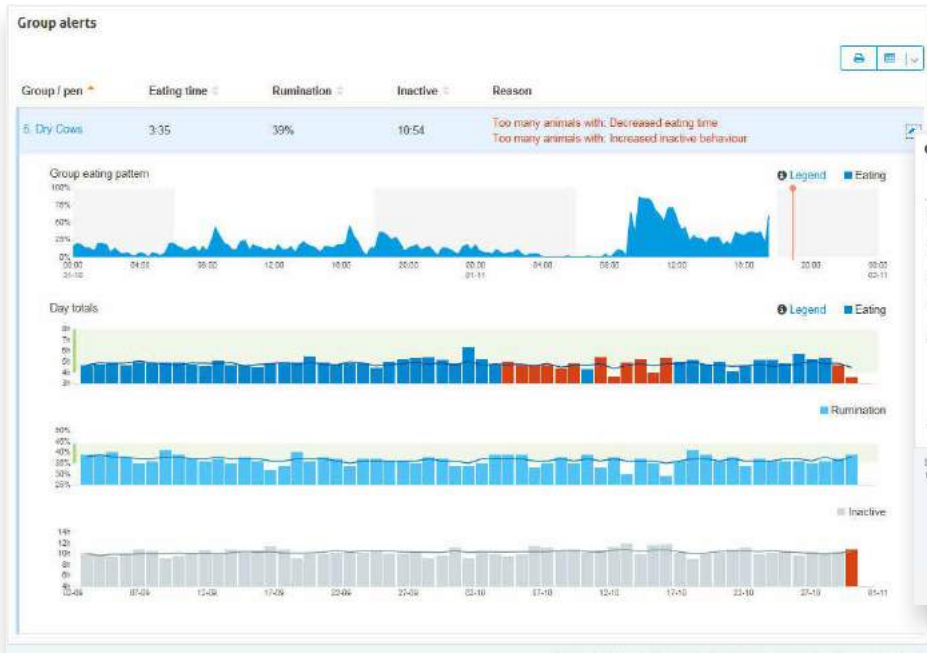 Group alerts
Group / pen Eating time Rumination Inactive Reason
5. Dry Cows 3:35 39% 10:54 Too many animals with: Decreased eating time
Too many animals with: Increased inactive behaviour
Group eating pattern Legend Eating
100%
75%
50%
25%
0%
00:00 04:00 08:00 12:00 16:00 20:00 00:00 04:00 08:00 12:00 16:00 20:00 00:00
31-10 01-11 02-11
Day totals Legend Eating
8h
7h
6h
5h
4h
3h
Rumination
50%
45%
40%
35%
30%
25%
Inactive
14h
12h
10h
8h
6h
4h
02-09 07-09 12-09 17-09 22-09 27-09 02-10 07-10 12-10 17-10 22-10 27-10 01-11